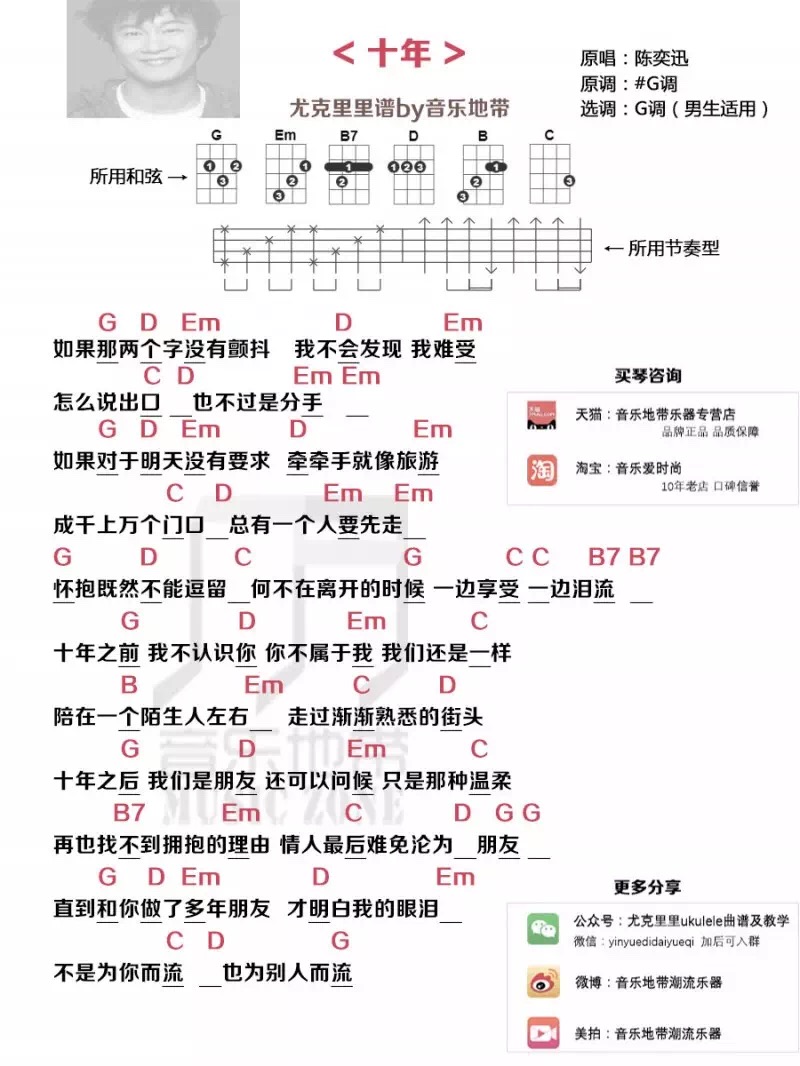 < 十年 >
原唱：陈奕迅
原调：#G调
选调：G调（男生适用）
尤克里里谱by音乐地带
G Em B7 D B C
所用和弦→
1 2 3 1 2 3 1 2 1 2 3 1 2 3 3
←所用节奏型
G D Em D Em
如果那两个字没有颤抖 我不会发现 我难受
C D Em Em
怎么说出口 __ 也不过是分手 __
G D Em D Em
如果对于明天没有要求 牵牵手就像旅游
C D Em Em
成千上万个门口__总有一个人要先走__
G D C G C C B7 B7
怀抱既然不能逗留__何不在离开的时候 一边享受 一边泪流 __
G D Em C
十年之前 我不认识你 你不属于我 我们还是一样
B Em C D
陪在一个陌生人左右__ 走过渐渐熟悉的街头
G D Em C
十年之后 我们是朋友 还可以问候 只是那种温柔
B7 Em C D G G
再也找不到拥抱的理由 情人最后难免沦为__朋友 __
G D Em D Em
直到和你做了多年朋友 才明白我的眼泪__
C D G
不是为你而流 __也为别人而流
买琴咨询
天猫：音乐地带乐器专营店
品牌正品 品质保障
淘
淘宝：音乐爱时尚
10年老店 口碑信誉
音乐地带
MUSIC ZONE
更多分享
公众号：尤克里里ukulele曲谱及教学
微信：yinyuedidaiyueqi 加后可入群
微博：音乐地带潮流乐器
美拍：音乐地带潮流乐器